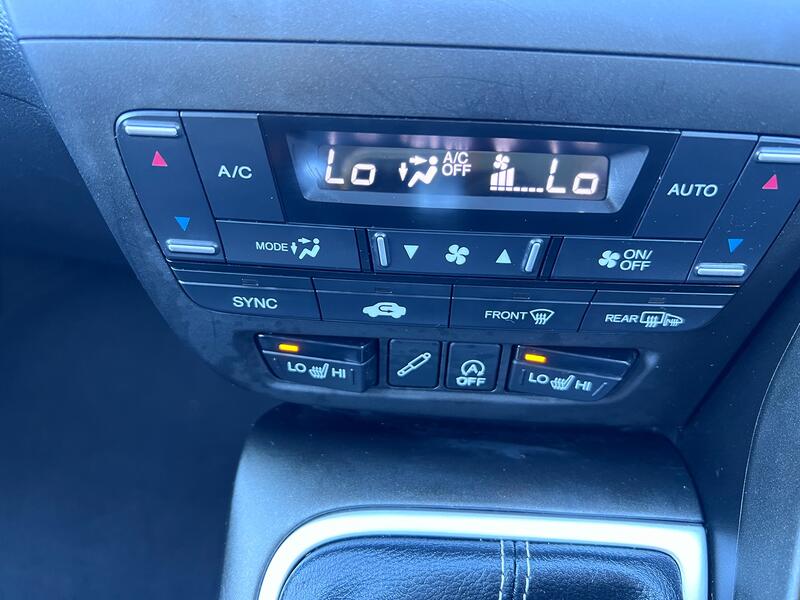 Lo A/C OFF Lo
A/C
AUTO
MODE
ON/
OFF
SYNC
FRONT
REAR
LO HI
A
OFF
LO HI